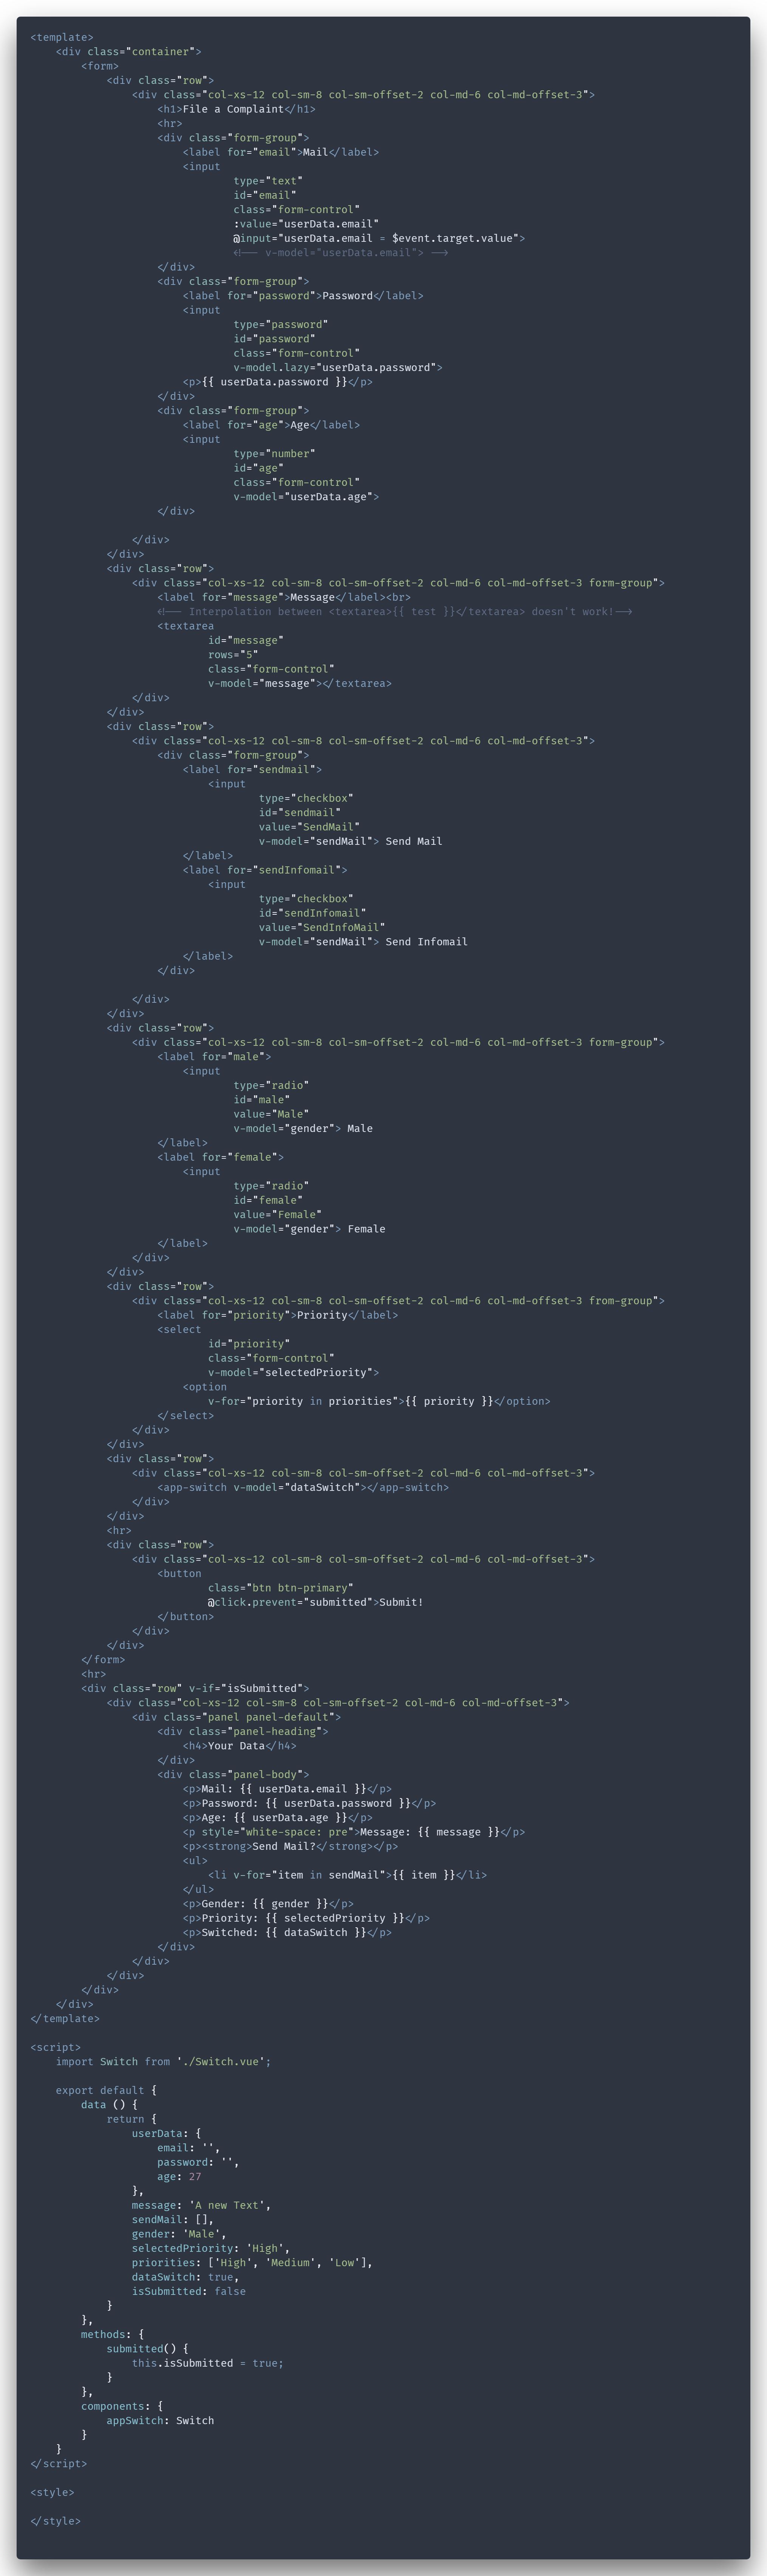 <template>
    <div class="container">
        <form>
            <div class="row">
                <div class="col-xs-12 col-sm-8 col-sm-offset-2 col-md-6 col-md-offset-3">
                    <h1>File a Complaint</h1>
                    <hr>
                    <div class="form-group">
                        <label for="email">Mail</label>
                        <input
                                type="text"
                                id="email"
                                class="form-control"
                                :value="userData.email"
                                @input="userData.email = $event.target.value">
                                <!-- v-model="userData.email"> -->
                    </div>
                    <div class="form-group">
                        <label for="password">Password</label>
                        <input
                                type="password"
                                id="password"
                                class="form-control"
                                v-model.lazy="userData.password">
                        <p>{{ userData.password }}</p>
                    </div>
                    <div class="form-group">
                        <label for="age">Age</label>
                        <input
                                type="number"
                                id="age"
                                class="form-control"
                                v-model="userData.age">
                    </div>

                </div>
            </div>
            <div class="row">
                <div class="col-xs-12 col-sm-8 col-sm-offset-2 col-md-6 col-md-offset-3 form-group">
                    <label for="message">Message</label><br>
                    <!-- Interpolation between <textarea>{{ test }}</textarea> doesn't work!-->
                    <textarea
                            id="message"
                            rows="5"
                            class="form-control"
                            v-model="message"></textarea>
                </div>
            </div>
            <div class="row">
                <div class="col-xs-12 col-sm-8 col-sm-offset-2 col-md-6 col-md-offset-3">
                    <div class="form-group">
                        <label for="sendmail">
                            <input
                                    type="checkbox"
                                    id="sendmail"
                                    value="SendMail"
                                    v-model="sendMail"> Send Mail
                        </label>
                        <label for="sendInfomail">
                            <input
                                    type="checkbox"
                                    id="sendInfomail"
                                    value="SendInfoMail"
                                    v-model="sendMail"> Send Infomail
                        </label>
                    </div>

                </div>
            </div>
            <div class="row">
                <div class="col-xs-12 col-sm-8 col-sm-offset-2 col-md-6 col-md-offset-3 form-group">
                    <label for="male">
                        <input
                                type="radio"
                                id="male"
                                value="Male"
                                v-model="gender"> Male
                    </label>
                    <label for="female">
                        <input
                                type="radio"
                                id="female"
                                value="Female"
                                v-model="gender"> Female
                    </label>
                </div>
            </div>
            <div class="row">
                <div class="col-xs-12 col-sm-8 col-sm-offset-2 col-md-6 col-md-offset-3 from-group">
                    <label for="priority">Priority</label>
                    <select
                            id="priority"
                            class="form-control"
                            v-model="selectedPriority">
                        <option
                            v-for="priority in priorities">{{ priority }}</option>
                    </select>
                </div>
            </div>
            <div class="row">
                <div class="col-xs-12 col-sm-8 col-sm-offset-2 col-md-6 col-md-offset-3">
                    <app-switch v-model="dataSwitch"></app-switch>
                </div>
            </div>
            <hr>
            <div class="row">
                <div class="col-xs-12 col-sm-8 col-sm-offset-2 col-md-6 col-md-offset-3">
                    <button
                            class="btn btn-primary"
                            @click.prevent="submitted">Submit!
                    </button>
                </div>
            </div>
        </form>
        <hr>
        <div class="row" v-if="isSubmitted">
            <div class="col-xs-12 col-sm-8 col-sm-offset-2 col-md-6 col-md-offset-3">
                <div class="panel panel-default">
                    <div class="panel-heading">
                        <h4>Your Data</h4>
                    </div>
                    <div class="panel-body">
                        <p>Mail: {{ userData.email }}</p>
                        <p>Password: {{ userData.password }}</p>
                        <p>Age: {{ userData.age }}</p>
                        <p style="white-space: pre">Message: {{ message }}</p>
                        <p><strong>Send Mail?</strong></p>
                        <ul>
                            <li v-for="item in sendMail">{{ item }}</li>
                        </ul>
                        <p>Gender: {{ gender }}</p>
                        <p>Priority: {{ selectedPriority }}</p>
                        <p>Switched: {{ dataSwitch }}</p>
                    </div>
                </div>
            </div>
        </div>
    </div>
</template>

<script>
    import Switch from './Switch.vue';

    export default {
        data () {
            return {
                userData: {
                    email: '',
                    password: '',
                    age: 27
                },
                message: 'A new Text',
                sendMail: [],
                gender: 'Male',
                selectedPriority: 'High',
                priorities: ['High', 'Medium', 'Low'],
                dataSwitch: true,
                isSubmitted: false
            }
        },
        methods: {
            submitted() {
                this.isSubmitted = true;
            }
        },
        components: {
            appSwitch: Switch
        }
    }
</script>

<style>

</style>